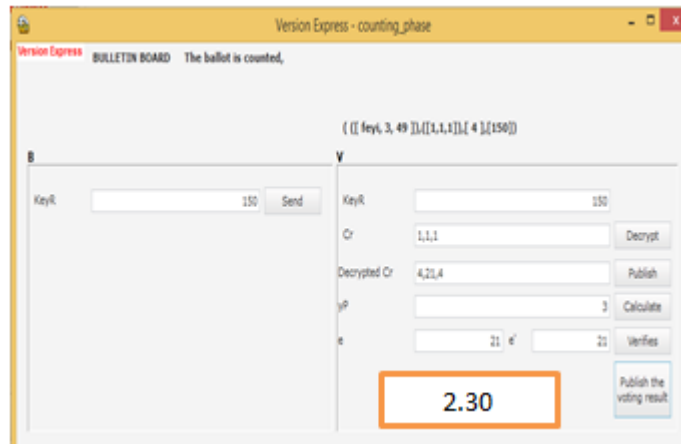 Version Express - counting_phase
Version Express BULLETIN BOARD The ballot is counted,
( ([ feyi, 3, 49 ]),([1,1,1]),[ 4 ],[150])
B V
KeyR 150 Send KeyR 150
Cr 1,1,1 Decrypt
Decrypted Cr 4,21,4 Publish
yP 3 Calculate
e 21 e' 21 Verifies
2.30
Publish the
voting result